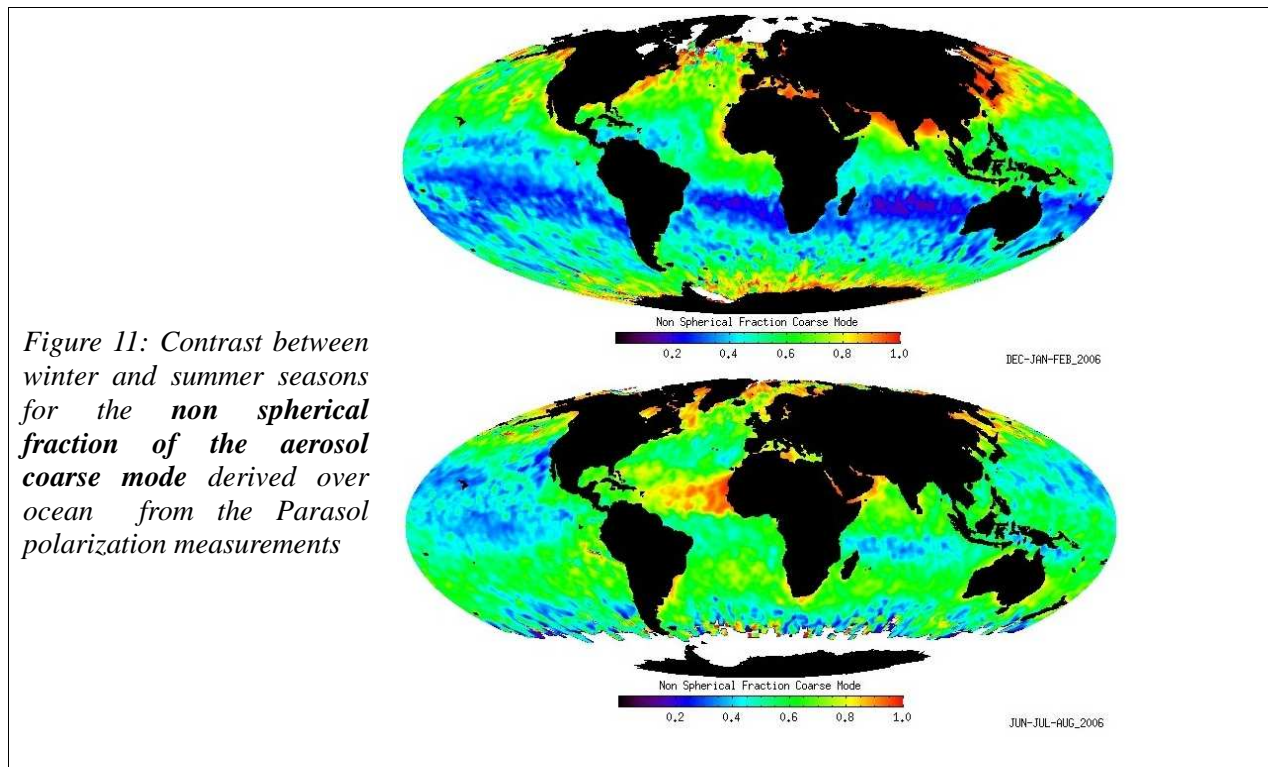 Figure 11: Contrast between
winter and summer seasons
for the non spherical
fraction of the aerosol
coarse mode derived over
ocean from the Parasol
polarization measurements
Non Spherical Fraction Coarse Mode
0.2 0.4 0.6 0.8 1.0
DEC-JAN-FEB_2006
Non Spherical Fraction Coarse Mode
0.2 0.4 0.6 0.8 1.0
JUN-JUL-AUG_2006